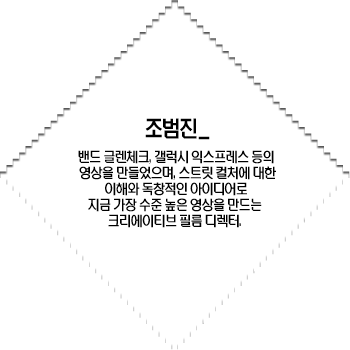 조범진_
밴드 글렌체크, 갤럭시 익스프레스 등의
영상을 만들었으며, 스트릿 컬처에 대한
이해와 독창적인 아이디어로
지금 가장 수준 높은 영상을 만드는
크리에이티브 필름 디렉터.